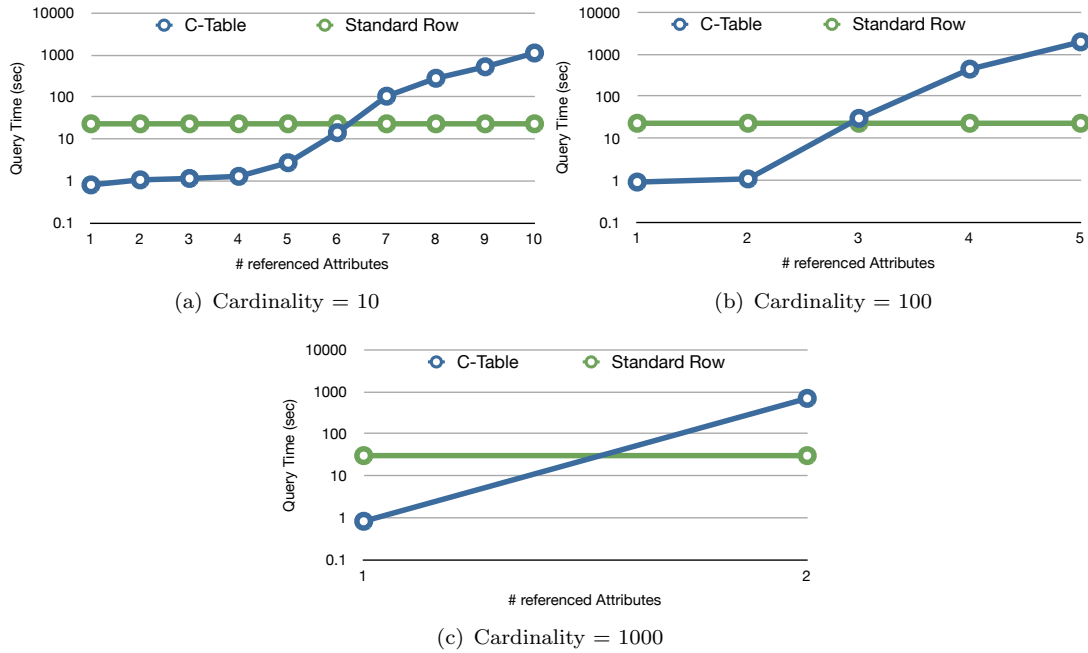 10000
1000
100
10
1
0.1
Query Time (sec)
C-Table
Standard Row
1 2 3 4 5 6 7 8 9 10
# referenced Attributes
(a) Cardinality = 10
10000
1000
100
10
1
0.1
Query Time (sec)
C-Table
Standard Row
1 2 3 4 5
# referenced Attributes
(b) Cardinality = 100
10000
1000
100
10
1
0.1
Query Time (sec)
C-Table
Standard Row
1 2
# referenced Attributes
(c) Cardinality = 1000